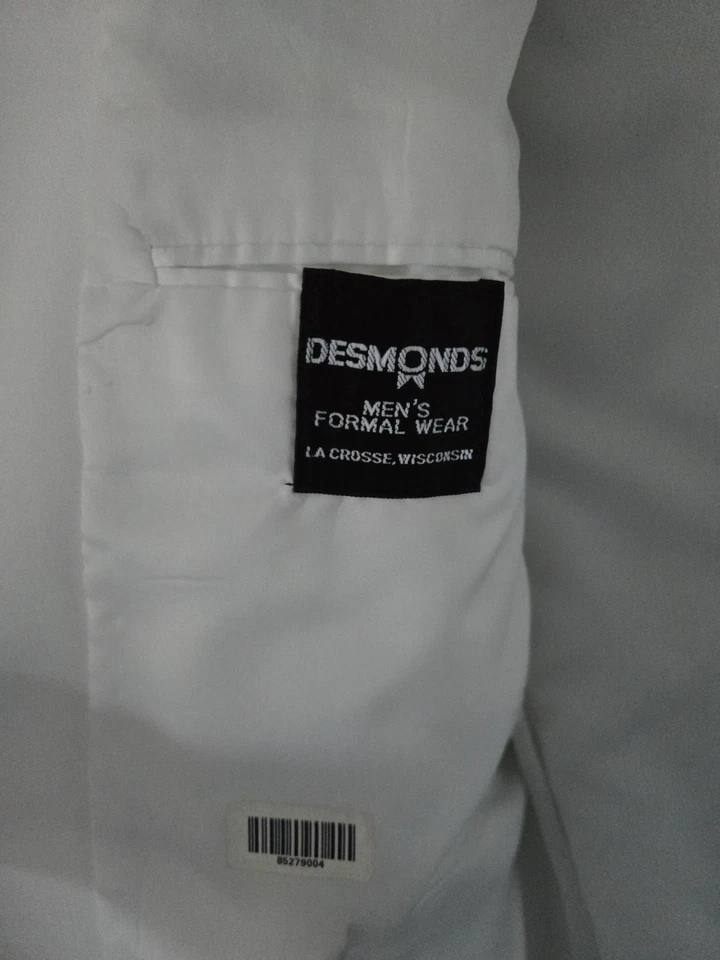 DESMONDS
MEN'S
FORMAL WEAR
LA CROSSE, WISCONSIN
85279004